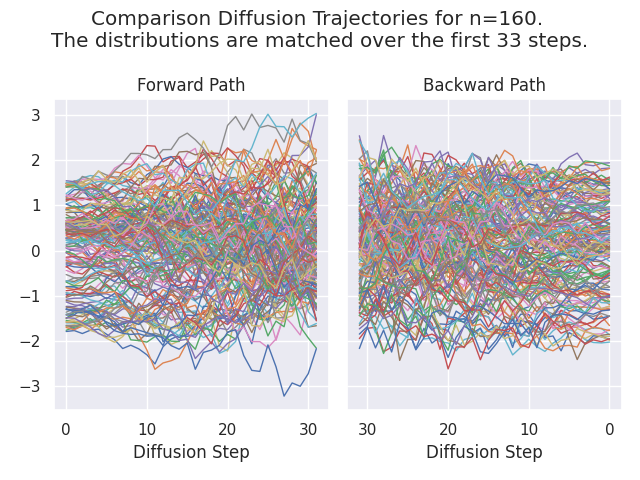 Comparison Diffusion Trajectories for n=160.
The distributions are matched over the first 33 steps.
Forward Path
Backward Path
3
2
1
0
−1
−2
−3
0 10 20 30
30 20 10 0
Diffusion Step
Diffusion Step